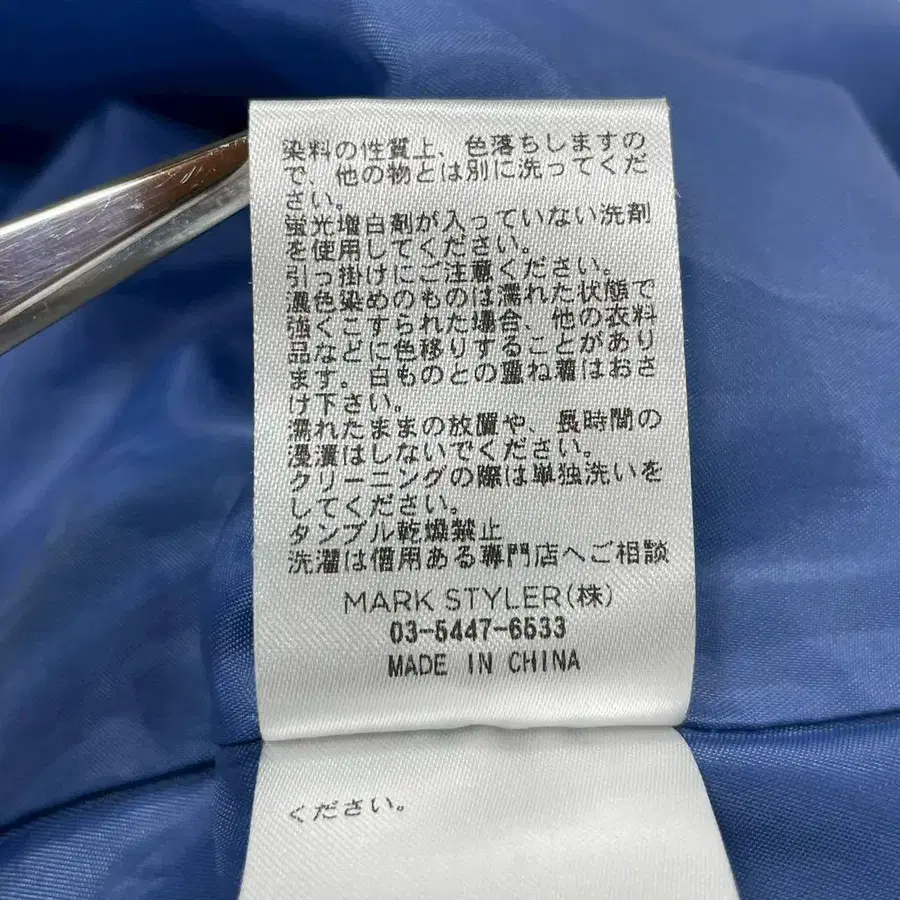 染料の性質上、色落ちしますの
で、他の物とは別に洗ってくだ
さい。
蛍光増白剤が入っていない洗剤
を使用してください。
引っ掛けにご注意ください。
濃色染めのものは濡れた状態で
強くこすられた場合、他の衣料
品などに色移りすることがあり
ます。白ものとの重ね着はおさ
け下さい。
濡れたままの放置や、長時間の
浸漬はしないでください。
クリーニングの際は単独洗いを
してください。
タンブル乾燥禁止
洗濯は信用ある専門店へご相談
MARK STYLER(株)
03-5447-6533
MADE IN CHINA
ください。